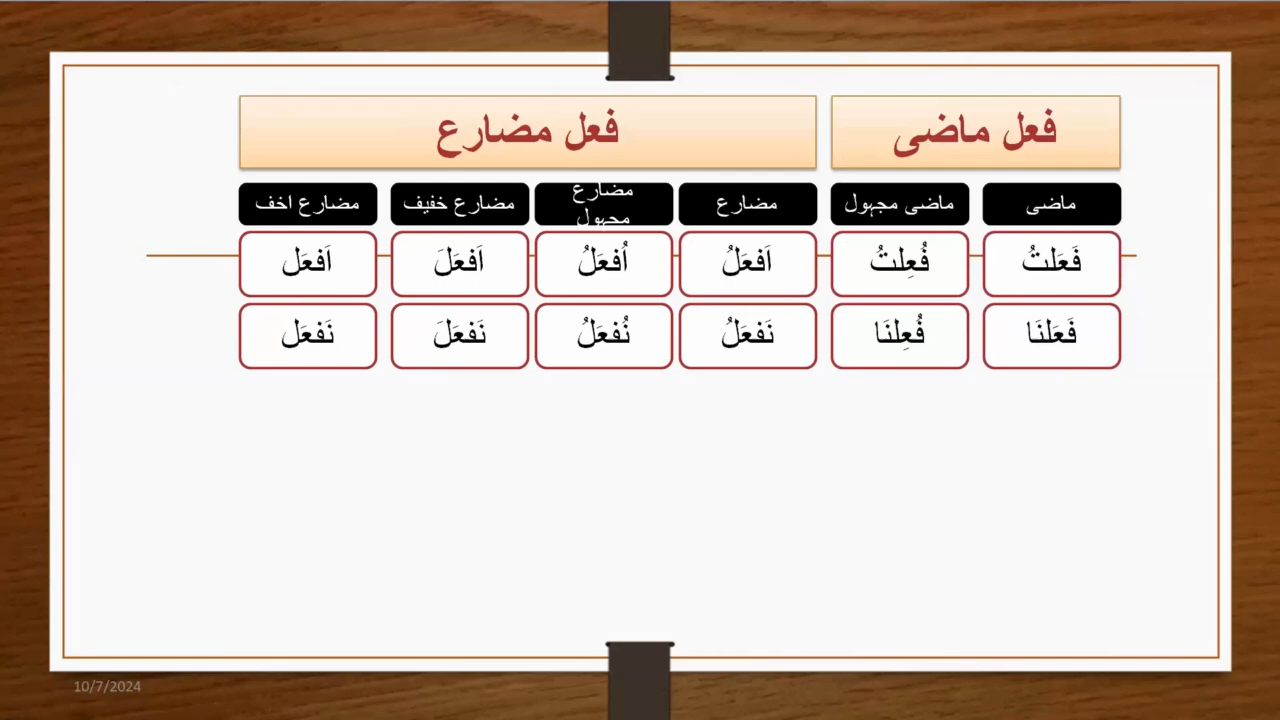 فعل ماضی
فعل مضارع
ماضی
ماضی مجہول
مضارع
مضارع
مجہول
مضارع خفیف
مضارع اخف
فَعَلتُ
فُعِلتُ
اَفعَلُ
اُفعَلُ
اَفعَلَ
اَفعَل
فَعَلنَا
فُعِلنَا
نَفعَلُ
نُفعَلُ
نَفعَلَ
نَفعَل
10/7/2024